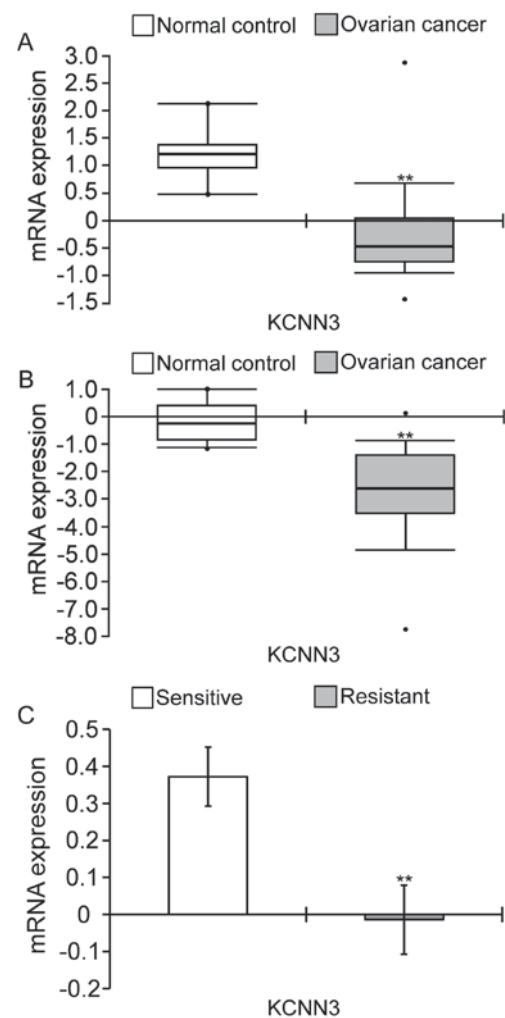 A
Normal control Ovarian cancer
mRNA expression
3.0
2.5
2.0
1.5
1.0
0.5
0
-0.5
-1.0
-1.5
**
KCNN3
B
Normal control Ovarian cancer
mRNA expression
1.0
0
-1.0
-2.0
-3.0
-4.0
-5.0
-6.0
-7.0
-8.0
**
KCNN3
C
Sensitive Resistant
mRNA expression
0.5
0.4
0.3
0.2
0.1
0
-0.1
-0.2
**
KCNN3